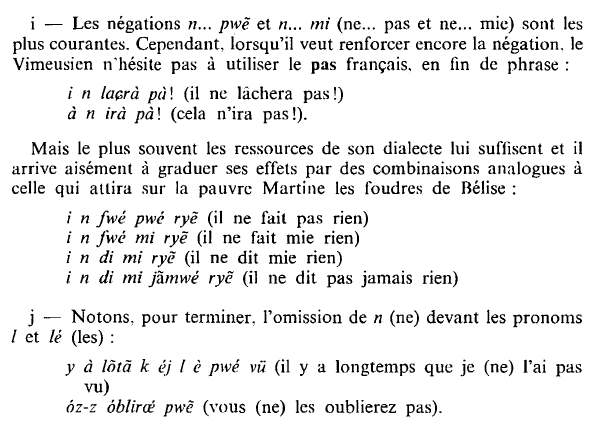 i — Les négations n... pwẽ et n... mi (ne... pas et ne... mie) sont les
plus courantes. Cependant, lorsqu'il veut renforcer encore la négation, le
Vimeusien n'hésite pas à utiliser le pas français, en fin de phrase :
i n lacrà pà! (il ne lâchera pas!)
à n irà pà! (cela n'ira pas!).
Mais le plus souvent les ressources de son dialecte lui suffisent et il
arrive aisément à graduer ses effets par des combinaisons analogues à
celle qui attira sur la pauvre Martine les foudres de Bélise :
i n fwé pwé ryẽ (il ne fait pas rien)
i n fwé mi ryẽ (il ne fait mie rien)
i n di mi ryẽ (il ne dit mie rien)
i n di mi jãmwé ryẽ (il ne dit pas jamais rien)
j — Notons, pour terminer, l'omission de n (ne) devant les pronoms
l et lé (les) :
y à lõtã k éj l è pwé vü (il y a longtemps que je (ne) l'ai pas
vu)
óz-z óblirœ́ pwẽ (vous (ne) les oublierez pas).